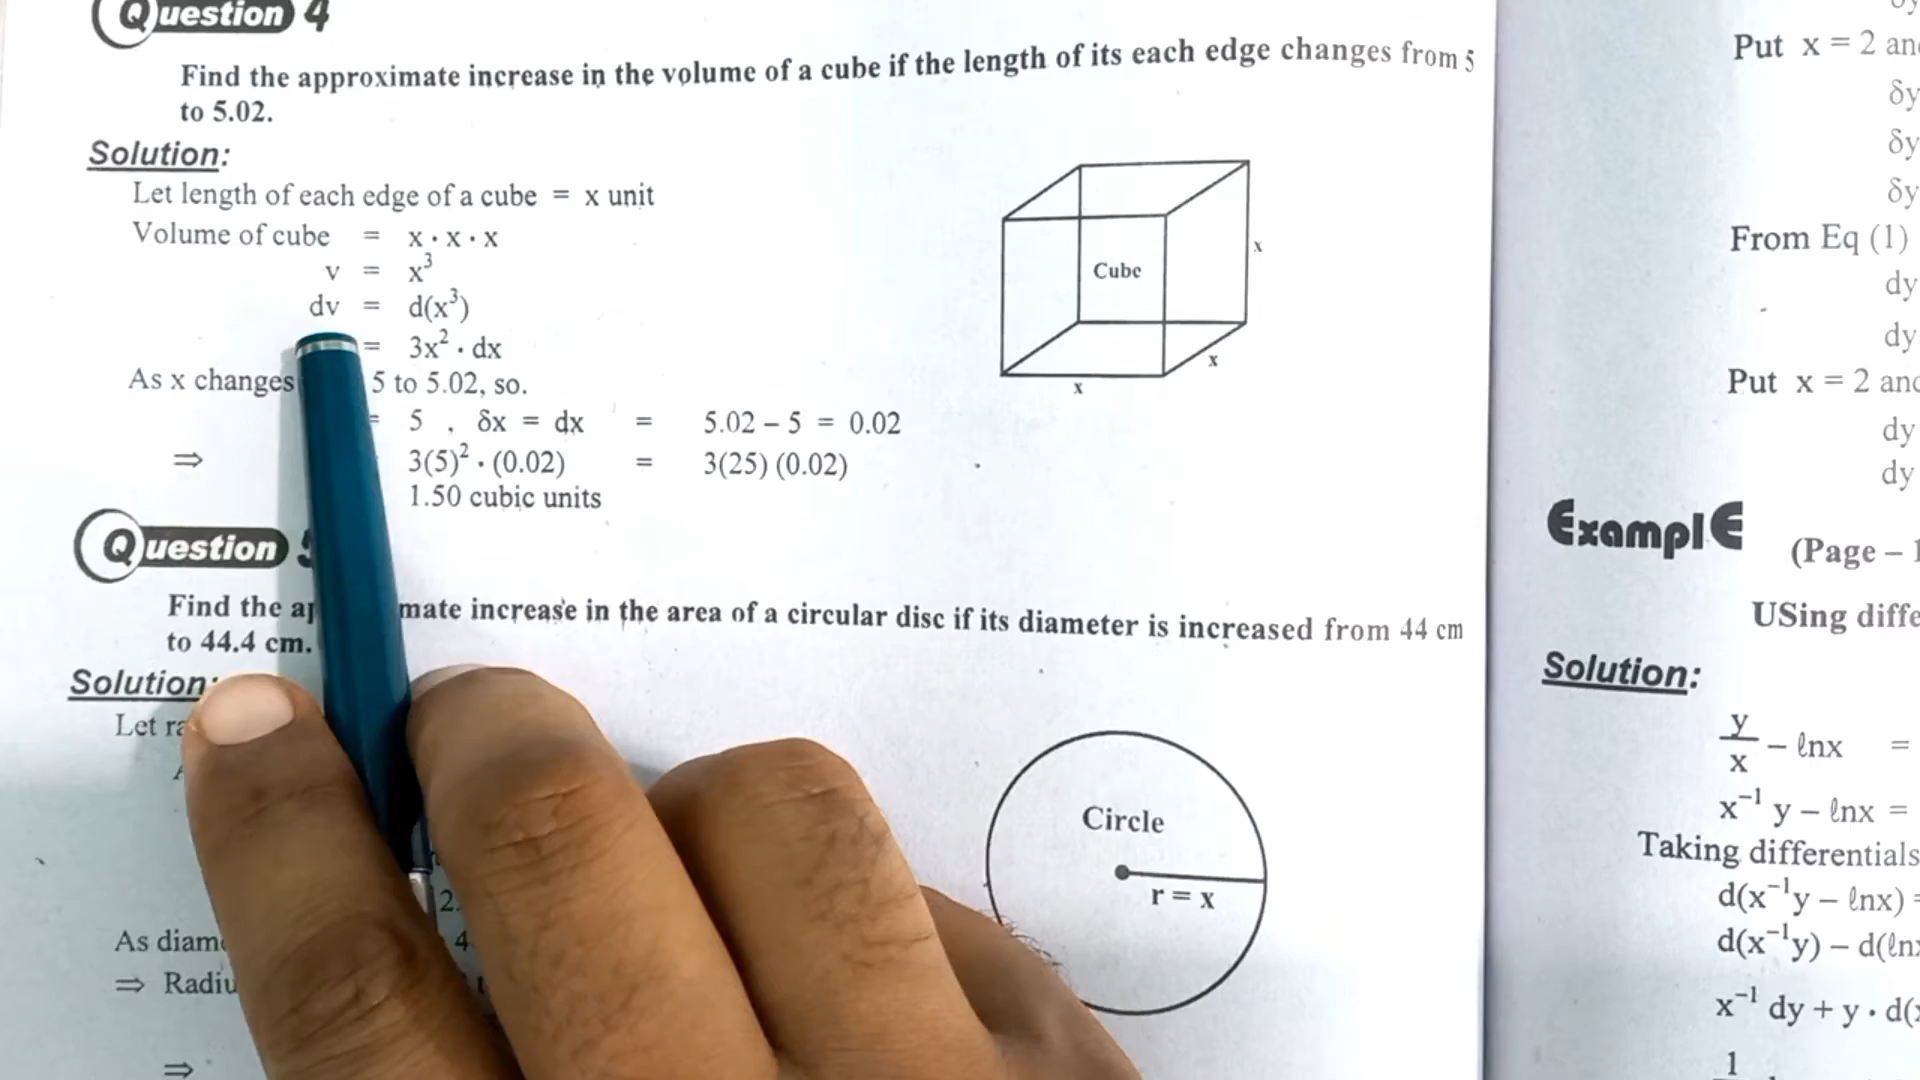 Question 4
Find the approximate increase in the volume of a cube if the length of its each edge changes from 5
to 5.02.
Solution:
Let length of each edge of a cube = x unit
Volume of cube = x · x · x
v = x³
dv = d(x³)
= 3x² · dx
As x changes 5 to 5.02, so.
= 5 , δx = dx = 5.02 – 5 = 0.02
⇒ 3(5)² · (0.02) = 3(25) (0.02)
1.50 cubic units
Cube
x
x
x
Question
Find the mate increase in the area of a circular disc if its diameter is increased from 44 cm
to 44.4 cm.
Solution:
Let
As
⇒
⇒
Circle
r = x
Put x = 2
δy
δy
δy
From Eq (1)
dy
dy
Put x = 2
dy
dy
ExamplE
(Page –
USing
Solution:
y/x – ℓnx =
x⁻¹ y – ℓnx =
Taking differentials
d(x⁻¹y – ℓnx) =
d(x⁻¹y) – d(ℓn
x⁻¹ dy + y · d(
1